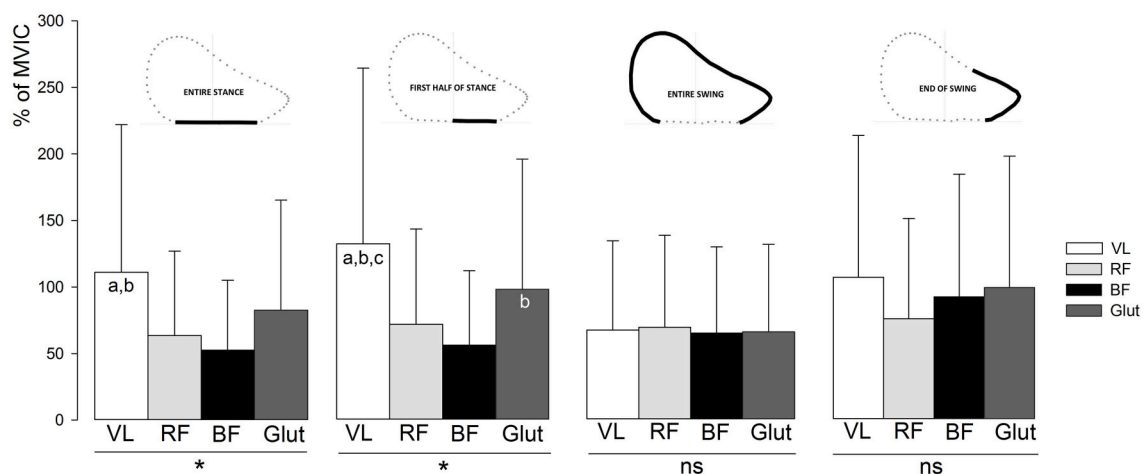 % of MVIC
300
250
200
150
100
50
0
ENTIRE STANCE
FIRST HALF OF STANCE
ENTIRE SWING
END OF SWING
a,b
a,b,c
b
VL
RF
BF
Glut
VL RF BF Glut
VL RF BF Glut
VL RF BF Glut
VL RF BF Glut
*
*
ns
ns